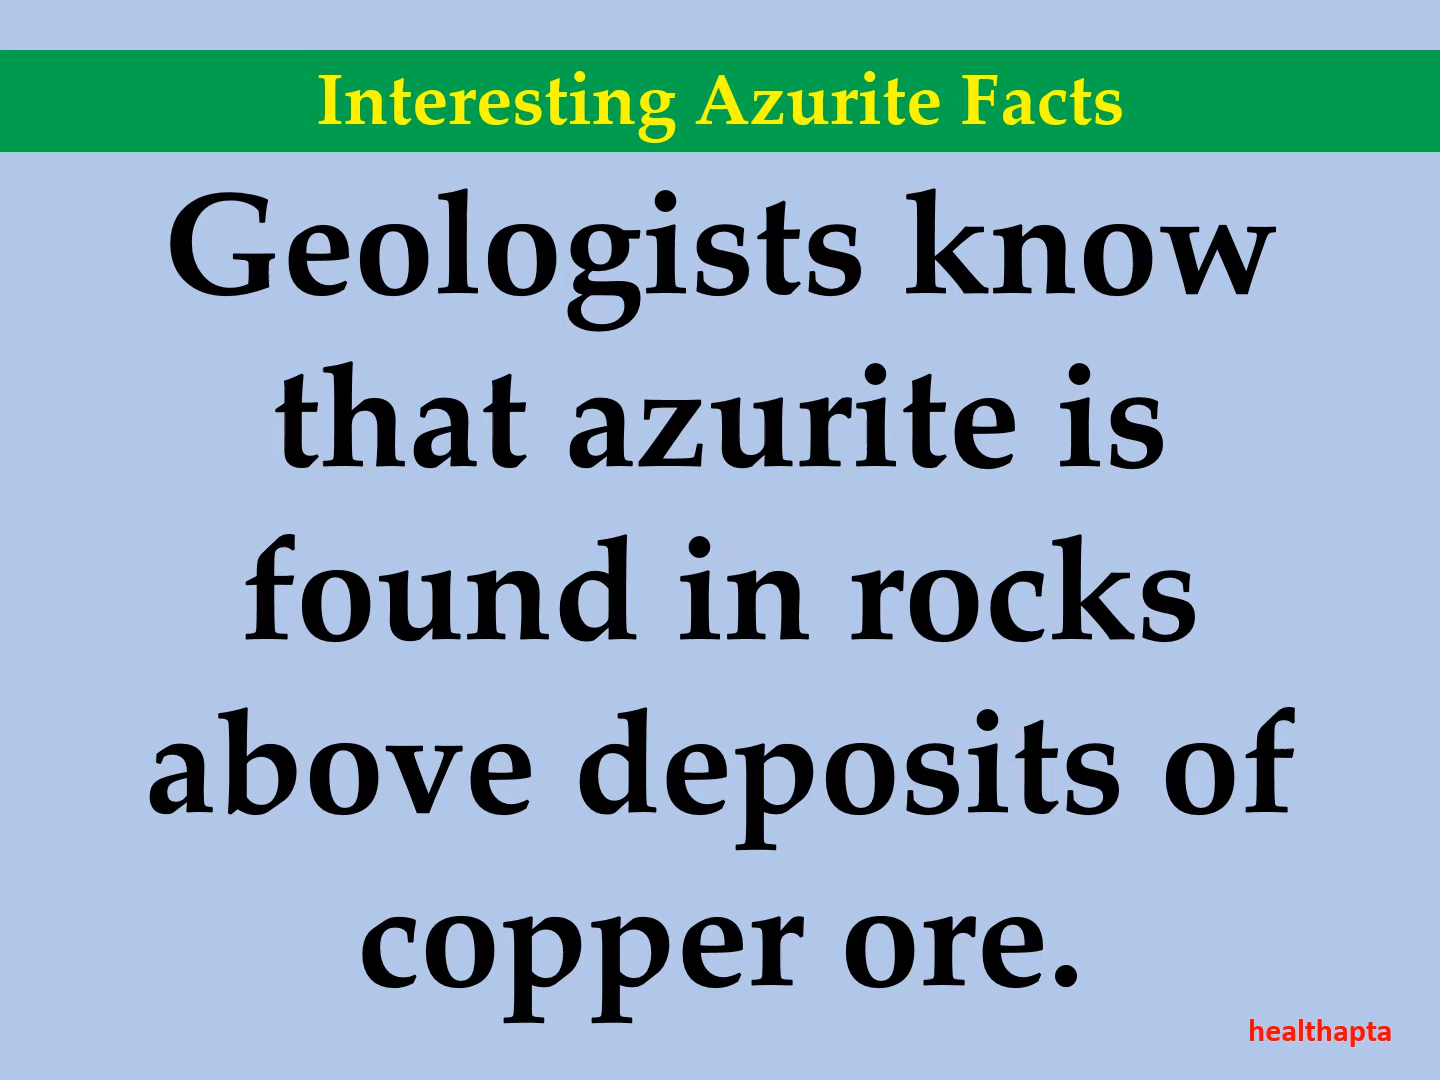 Interesting Azurite Facts
Geologists know
that azurite is
found in rocks
above deposits of
copper ore.
healthapta